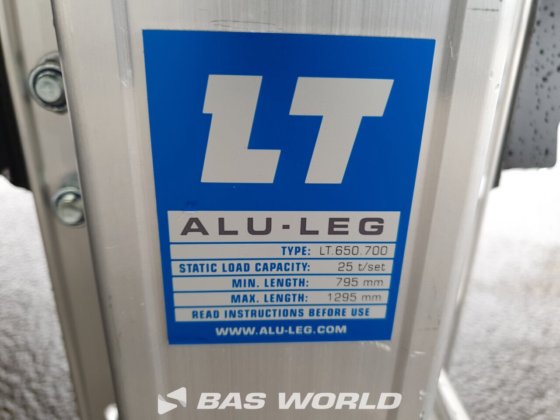 LT
ALU-LEG
TYPE: LT.650.700
STATIC LOAD CAPACITY: 25 t/set
MIN. LENGTH: 795 mm
MAX. LENGTH: 1295 mm
READ INSTRUCTIONS BEFORE USE
WWW.ALU-LEG.COM
BAS WORLD